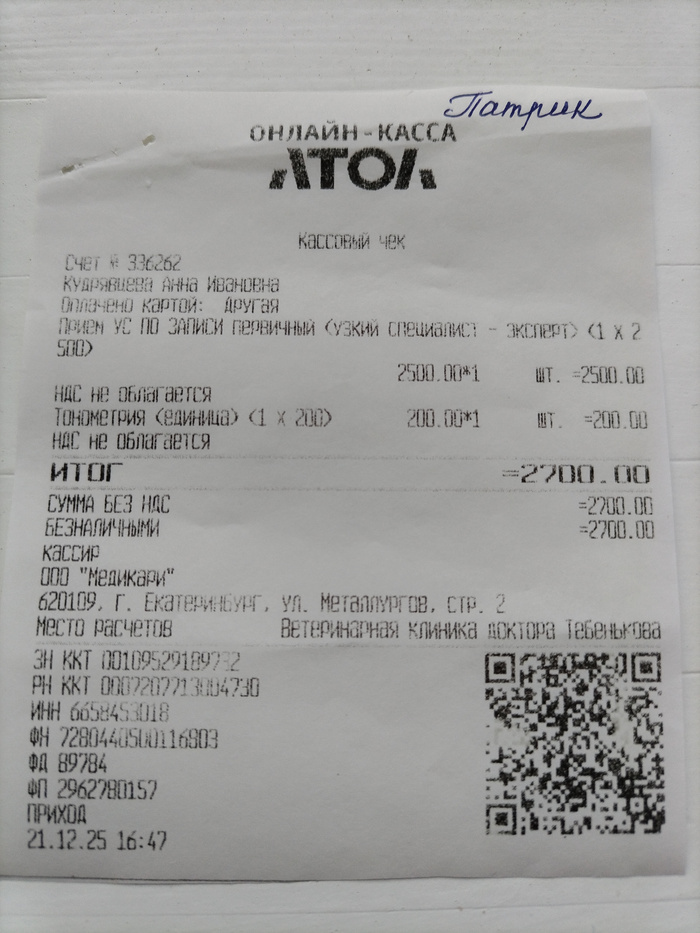 Патрик
ОНЛАЙН-КАССА
АТОЛ
КАССОВЫЙ ЧЕК
Счет № 336262
Кудрявцева Анна Ивановна
Оплачено картой: Другая
Прием УС ПО ЗАПИСИ первичный (узкий специалист - эксперт) (1 X 2
500)
2500.00*1 шт. =2500.00
НДС не облагается
Тонометрия (единица) (1 X 200) 200.00*1 шт. =200.00
НДС не облагается
ИТОГ =2700.00
СУММА БЕЗ НДС =2700.00
БЕЗНАЛИЧНЫМИ =2700.00
Кассир
ООО "Медикари"
620109, г. Екатеринбург, ул. Металлургов, стр. 2
Место расчетов Ветеринарная клиника доктора Табенькова
ЗН ККТ
РН ККТ
ИНН 6658453018
ФН 7280440500116903
ФД 89784
ФП 2962780157
ПРИХОД
21.12.25 16:47